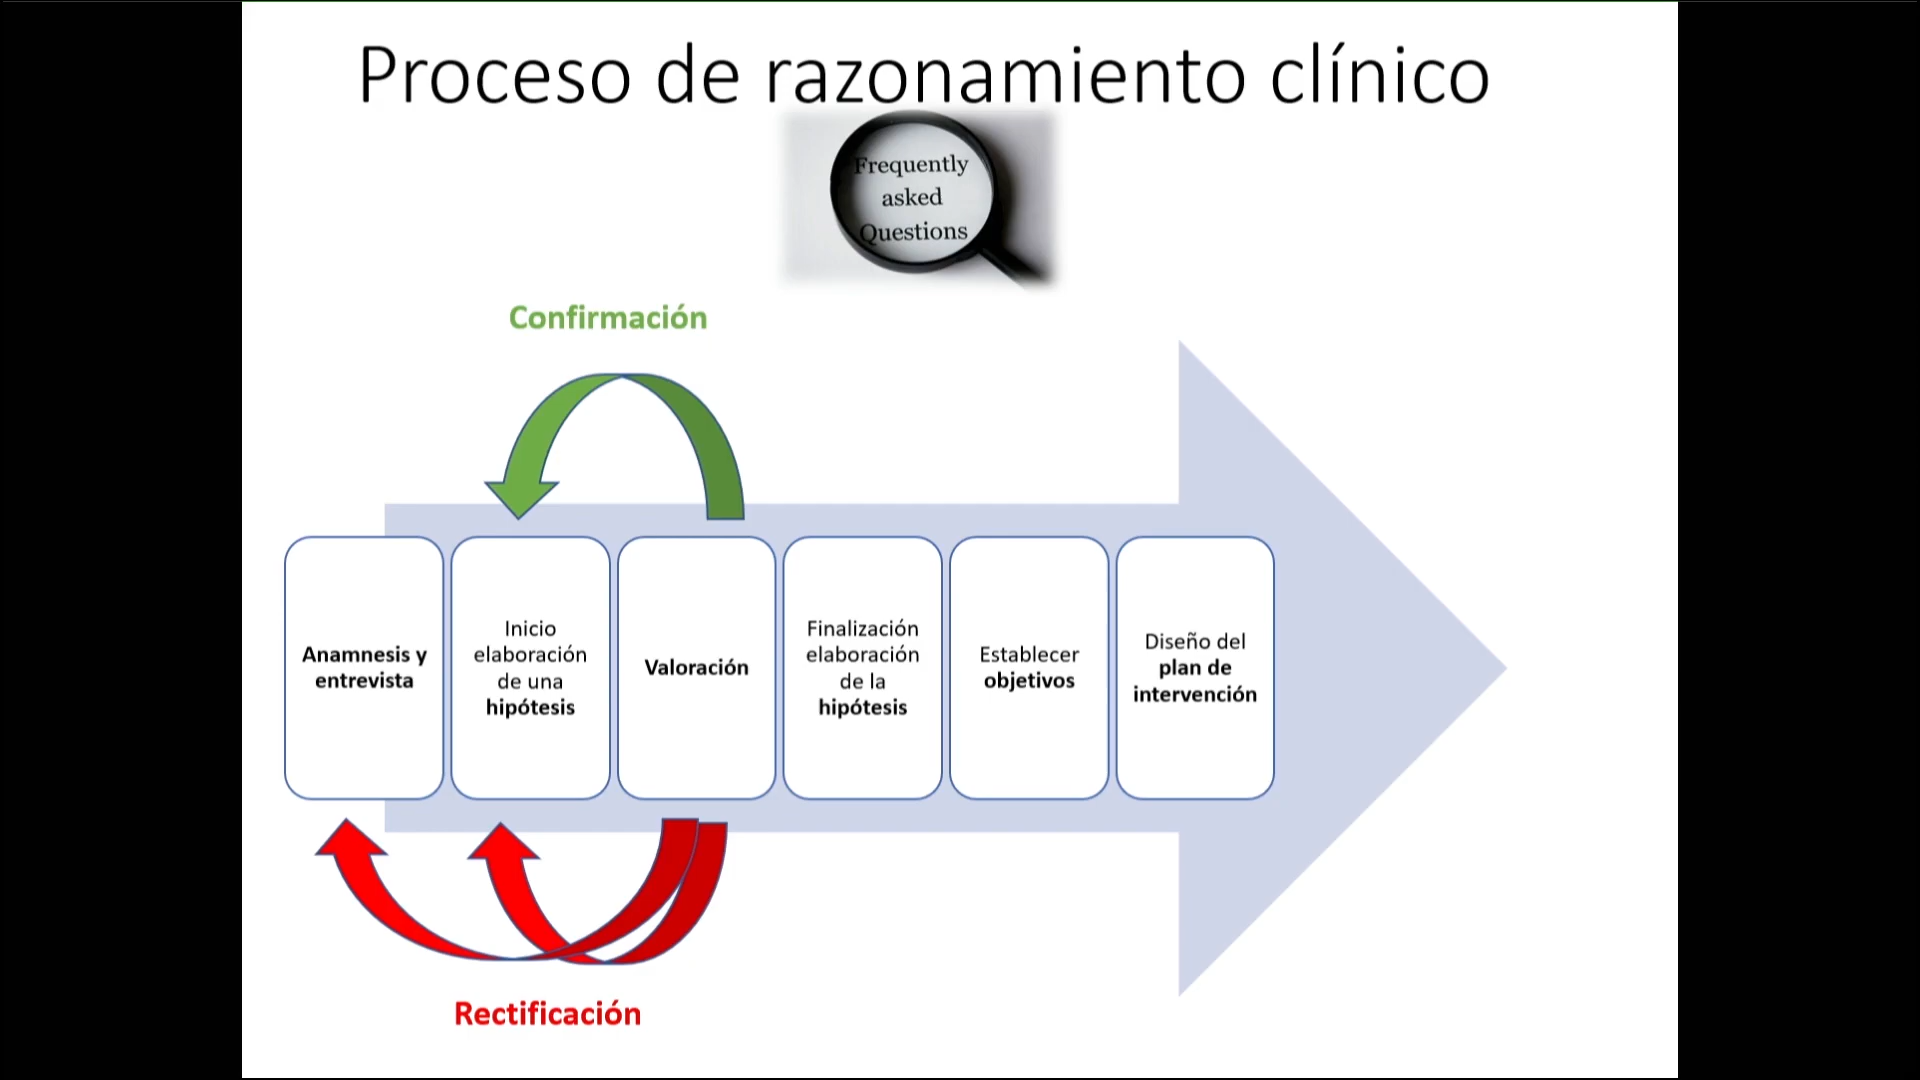 Proceso de razonamiento clínico
Frequently
asked
Questions
Confirmación
Anamnesis y
entrevista
Inicio
elaboración
de una
hipótesis
Valoración
Finalización
elaboración
de la
hipótesis
Establecer
objetivos
Diseño del
plan de
intervención
Rectificación